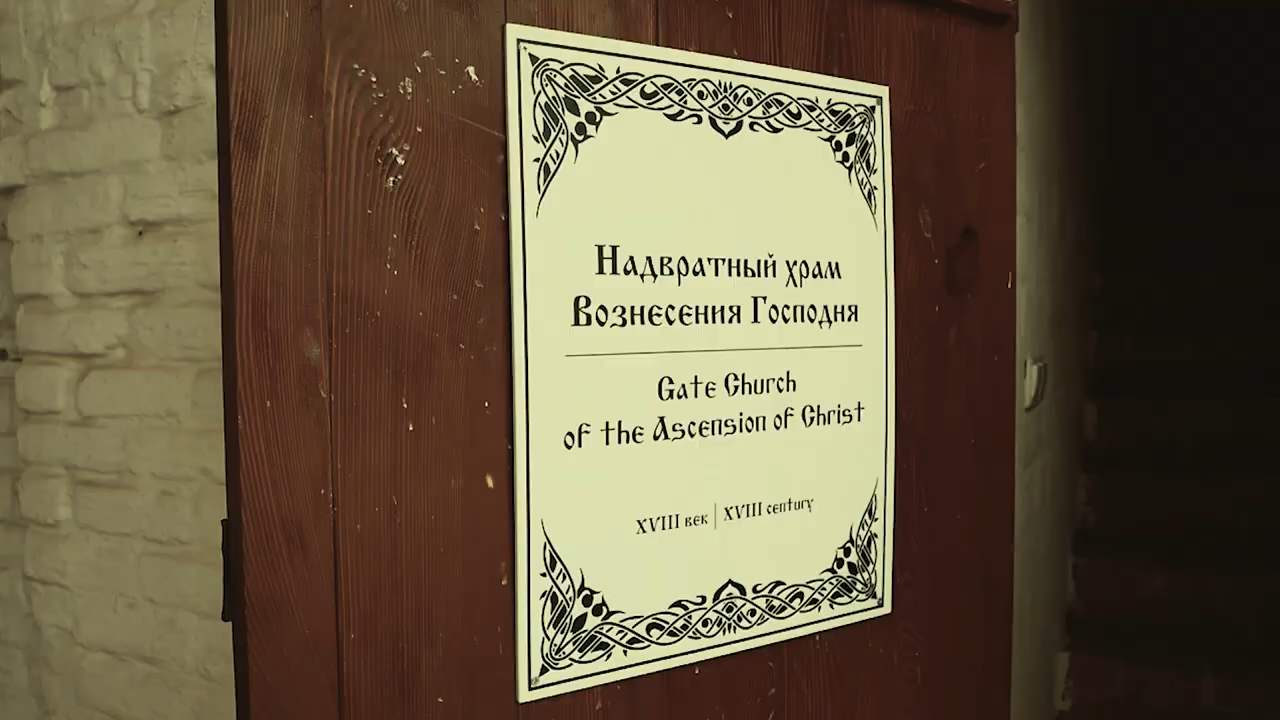 Надвратный храм
Вознесения Господня
Gate Church
of the Ascension of Christ
XVIII век | XVIII century